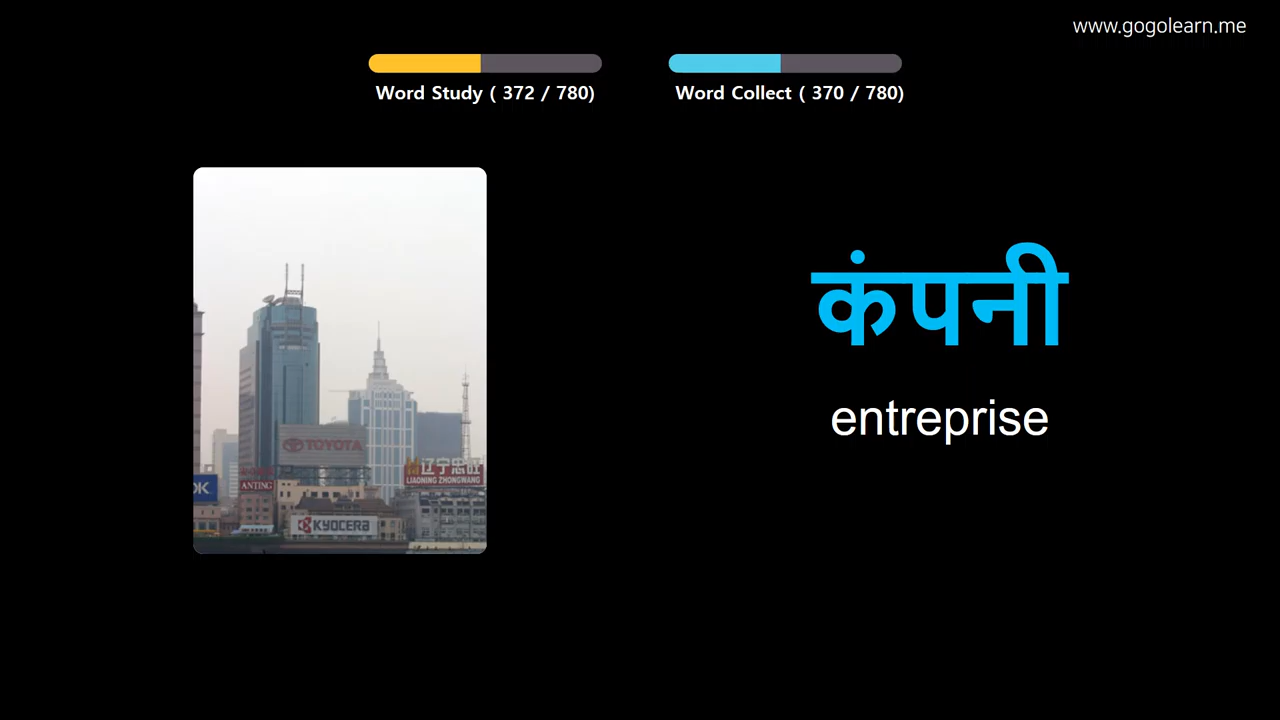 www.gogolearn.me
Word Study ( 372 / 780)
Word Collect ( 370 / 780)
कंपनी
entreprise
TOYOTA
辽宁忠旺
LIAONING ZHONGWANG
ANTING
OK
KYOCERA